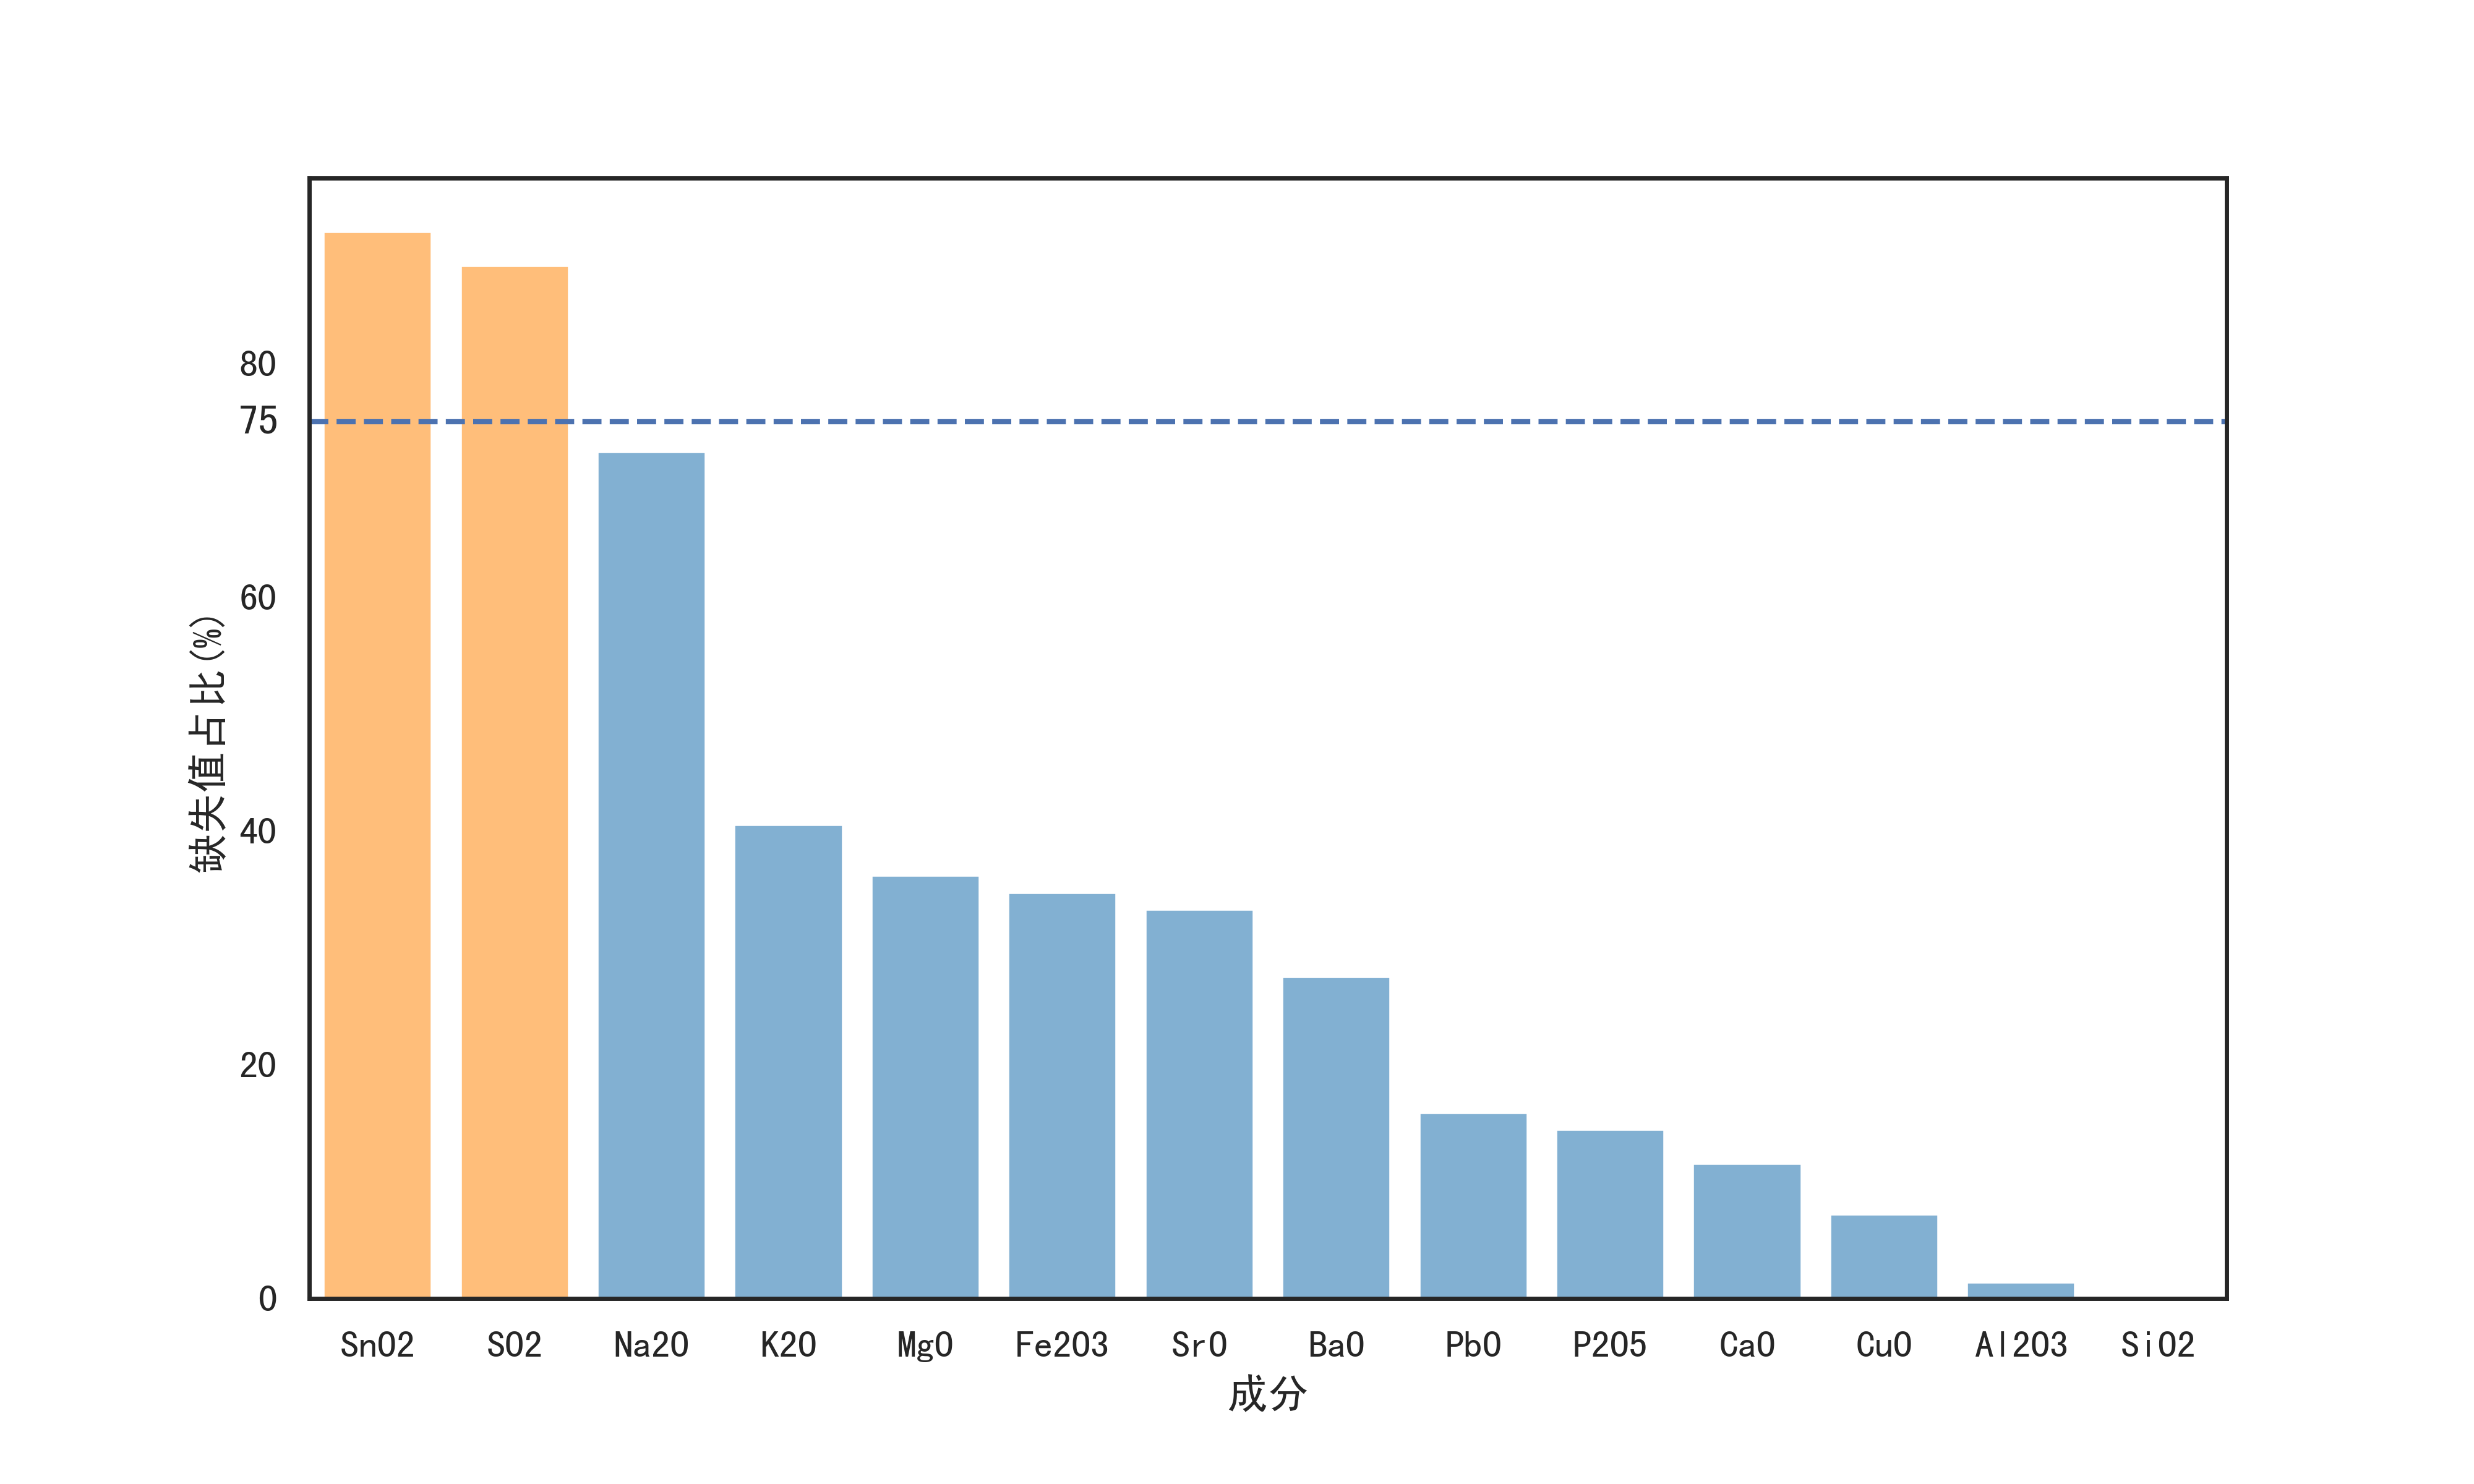 80
75
60
40
20
0
缺失值占比(%)
SnO2 SO2 Na2O K2O MgO Fe2O3 SrO BaO PbO P2O5 CaO CuO Al2O3 SiO2
成分